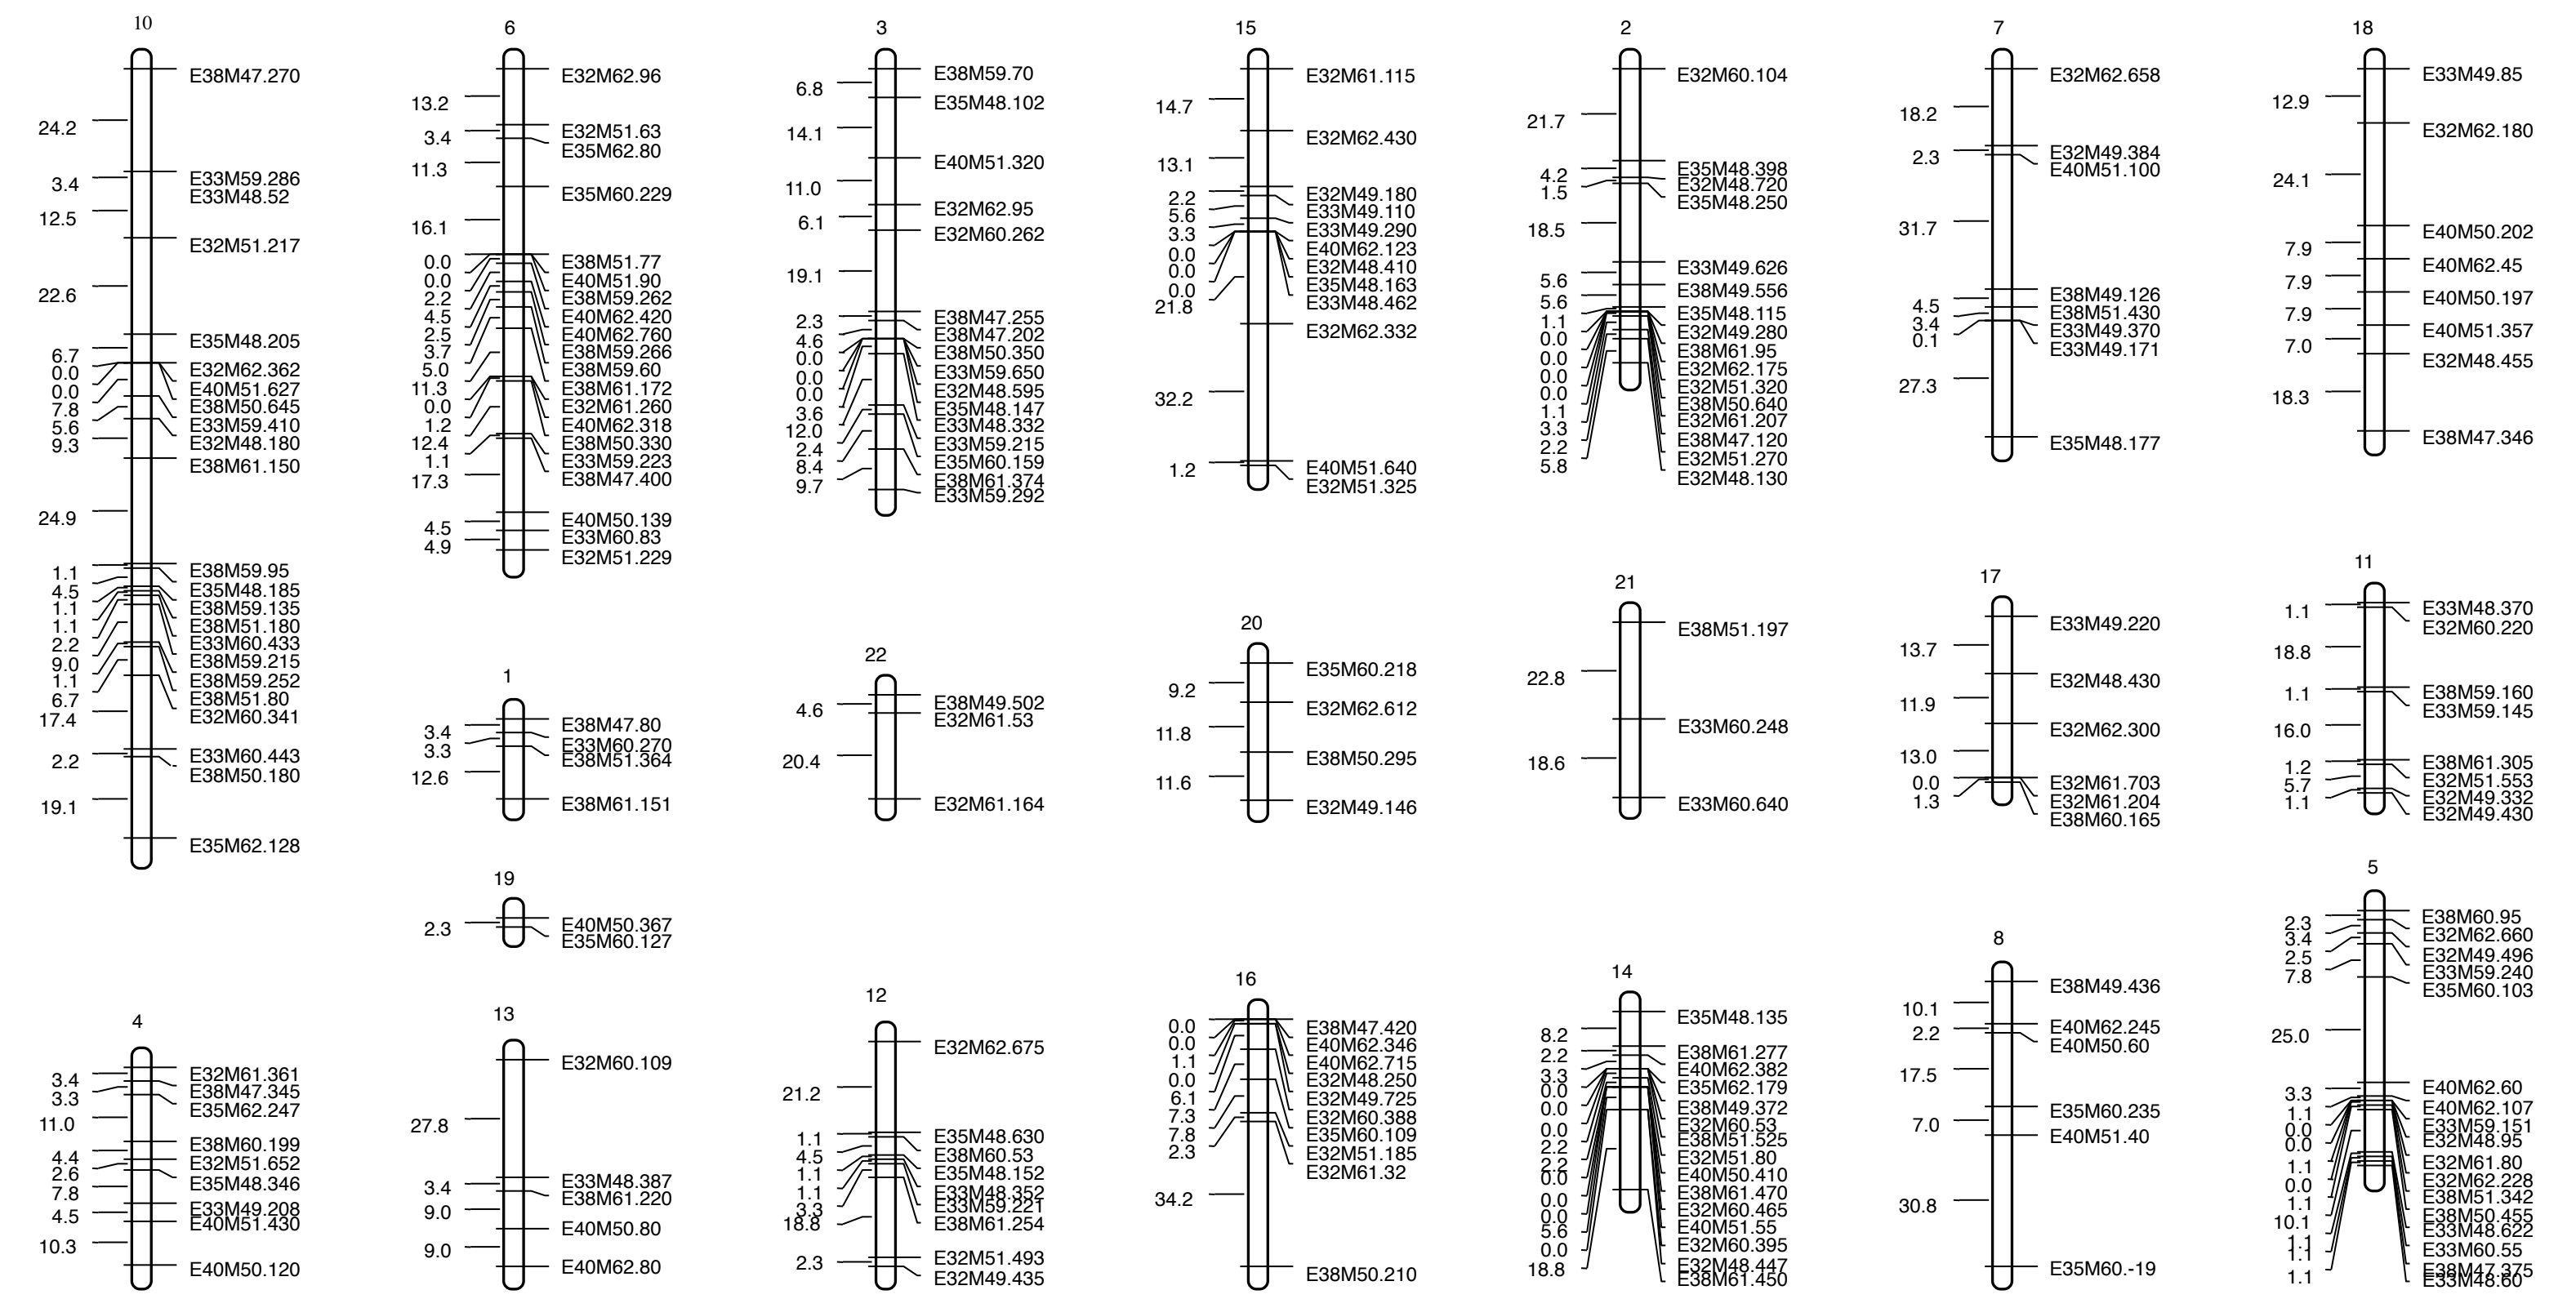 10
E38M47.270
24.2
E33M59.286
3.4
E33M48.52
12.5
E32M51.217
22.6
E35M48.205
6.7
E32M62.362
0.0
E40M51.627
0.0
E38M50.645
7.8
E33M59.410
5.6
E32M48.180
9.3
E38M61.150
24.9
E38M59.95
1.1
E35M48.185
4.5
E38M59.135
1.1
E38M51.180
1.1
E33M60.433
2.2
E38M59.215
9.0
E38M59.252
1.1
E38M51.80
6.7
E32M60.341
17.4
E33M60.443
2.2
E38M50.180
19.1
E35M62.128
6
E32M62.96
13.2
E32M51.63
3.4
E35M62.80
11.3
E35M60.229
16.1
E38M51.77
0.0
E40M51.90
0.0
E38M59.262
2.2
E40M62.420
4.5
E40M62.760
2.5
E38M59.266
3.7
E38M59.60
5.0
E38M61.172
11.3
E32M61.260
0.0
E40M62.318
1.2
E38M50.330
12.4
E33M59.223
1.1
E38M47.400
17.3
E40M50.139
4.5
E33M60.83
4.9
E32M51.229
3
E38M59.70
6.8
E35M48.102
14.1
E40M51.320
11.0
E32M62.95
6.1
E32M60.262
19.1
E38M47.255
2.3
E38M47.202
4.6
E38M50.350
0.0
E33M59.650
0.0
E32M48.595
0.0
E35M48.147
3.6
E33M48.332
12.0
E33M59.215
2.4
E35M60.159
8.4
E38M61.374
9.7
E33M59.292
15
E32M61.115
14.7
E32M62.430
13.1
E32M49.180
2.2
E33M49.110
5.6
E33M49.290
3.3
E40M62.123
0.0
E32M48.410
0.0
E35M48.163
0.0
E33M48.462
21.8
E32M62.332
32.2
E40M51.640
1.2
E32M51.325
2
E32M60.104
21.7
E35M48.398
4.2
E32M48.720
1.5
E35M48.250
18.5
E33M49.626
5.6
E38M49.556
5.6
E35M48.115
1.1
E32M49.280
0.0
E38M61.95
0.0
E32M62.175
0.0
E32M51.320
0.0
E38M50.640
1.1
E32M61.207
3.3
E38M47.120
2.2
E32M51.270
5.8
E32M48.130
7
E32M62.658
18.2
E32M49.384
2.3
E40M51.100
31.7
E38M49.126
4.5
E38M51.430
3.4
E33M49.370
0.1
E33M49.171
27.3
E35M48.177
18
E33M49.85
12.9
E32M62.180
24.1
E40M50.202
7.9
E40M62.45
7.9
E40M50.197
7.9
E40M51.357
7.0
E32M48.455
18.3
E38M47.346
1
E38M47.80
3.4
E33M60.270
3.3
E38M51.364
12.6
E38M61.151
22
E38M49.502
4.6
E32M61.53
20.4
E32M61.164
20
E35M60.218
9.2
E32M62.612
11.8
E38M50.295
11.6
E32M49.146
21
E38M51.197
22.8
E33M60.248
18.6
E33M60.640
17
E33M49.220
13.7
E32M48.430
11.9
E32M62.300
13.0
E32M61.703
0.0
E32M61.204
1.3
E38M60.165
11
E33M48.370
1.1
E32M60.220
18.8
E38M59.160
1.1
E33M59.145
16.0
E38M61.305
1.2
E32M51.553
5.7
E32M49.332
1.1
E32M49.430
19
E40M50.367
2.3
E35M60.127
4
E32M61.361
3.4
E38M47.345
3.3
E35M62.247
11.0
E38M60.199
4.4
E32M51.652
2.6
E35M48.346
7.8
E33M49.208
4.5
E40M51.430
10.3
E40M50.120
13
E32M60.109
27.8
E33M48.387
3.4
E38M61.220
9.0
E40M50.80
9.0
E40M62.80
12
E32M62.675
21.2
E35M48.630
1.1
E38M60.53
4.5
E35M48.152
1.1
E33M48.352
1.1
E33M59.221
3.3
E38M61.254
18.8
E32M51.493
2.3
E32M49.435
16
E38M47.420
0.0
E40M62.346
0.0
E40M62.715
1.1
E32M48.250
0.0
E32M49.725
6.1
E32M60.388
7.3
E35M60.109
7.8
E32M51.185
2.3
E32M61.32
34.2
E38M50.210
14
E35M48.135
8.2
E38M61.277
2.2
E40M62.382
3.3
E35M62.179
0.0
E38M49.372
0.0
E32M60.53
0.0
E38M51.525
2.2
E32M51.80
2.2
E40M50.410
0.0
E38M61.470
0.0
E32M60.465
0.0
E40M51.55
5.6
E32M60.395
0.0
E32M48.447
18.8
E38M61.450
8
E38M49.436
10.1
E40M62.245
2.2
E40M50.60
17.5
E35M60.235
7.0
E40M51.40
30.8
E35M60.-19
5
E38M60.95
2.3
E32M62.660
3.4
E32M49.496
2.5
E33M59.240
7.8
E35M60.103
25.0
E40M62.60
3.3
E40M62.107
1.1
E33M59.151
0.0
E32M48.95
0.0
E32M61.80
1.1
E32M62.228
0.0
E38M51.342
1.1
E38M50.455
10.1
E33M48.622
1.1
E33M60.55
1.1
E38M47.375
1.1
E33M48.60